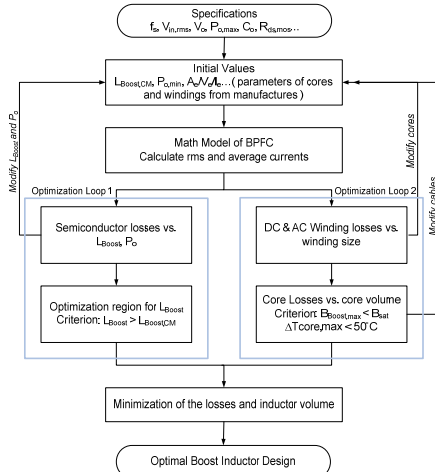 Specifications
fs, Vin,rms, Vo, Po,max, Co, Rds,mos,..
Initial Values
LBoost,CM, Po,min, Ae/Ve/le…( parameters of cores
and windings from manufactures )
Modify LBoost and Po
Modify cores
Modify cables
Math Model of BPFC
Calculate rms and average currents
Optimization Loop 1
Optimization Loop 2
Semiconductor losses vs.
LBoost, Po
DC & AC Winding losses vs.
winding size
Optimization region for LBoost
Criterion: LBoost > LBoost,CM
Core Losses vs. core volume
Criterion: BBoost,max < Bsat
ΔTcore,max < 50°C
Minimization of the losses and inductor volume
Optimal Boost Inductor Design